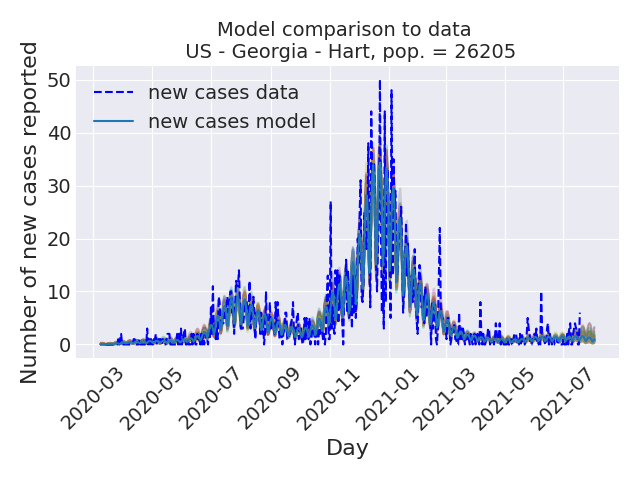 Model comparison to data
US - Georgia - Hart, pop. = 26205
Number of new cases reported
50
40
30
20
10
0
new cases data
new cases model
2020-03
2020-05
2020-07
2020-09
2020-11
2021-01
2021-03
2021-05
2021-07
Day